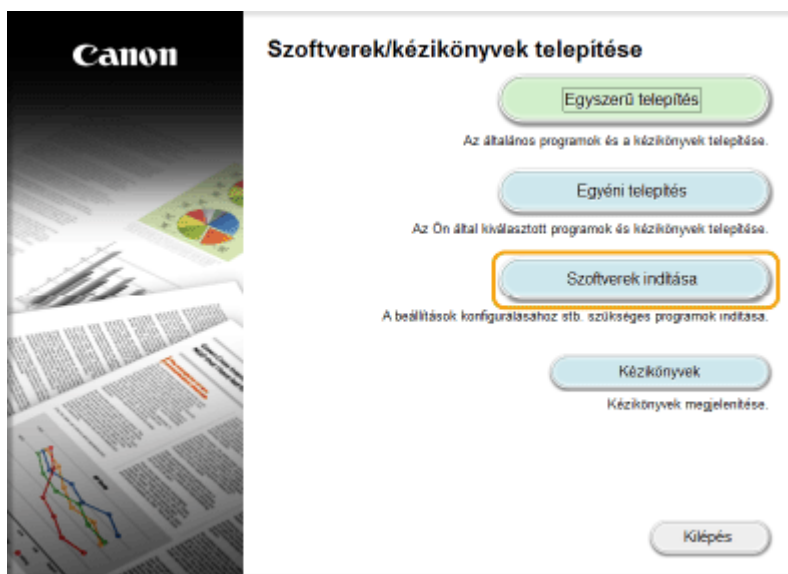 Canon
Szoftverek/kézikönyvek telepítése
Egyszerű telepítés
Az általános programok és a kézikönyvek telepítése.
Egyéni telepítés
Az Ön által kiválasztott programok és kézikönyvek telepítése.
Szoftverek indítása
A beállítások konfigurálásához stb. szükséges programok indítása.
Kézikönyvek
Kézikönyvek megjelenítése.
Kilépés